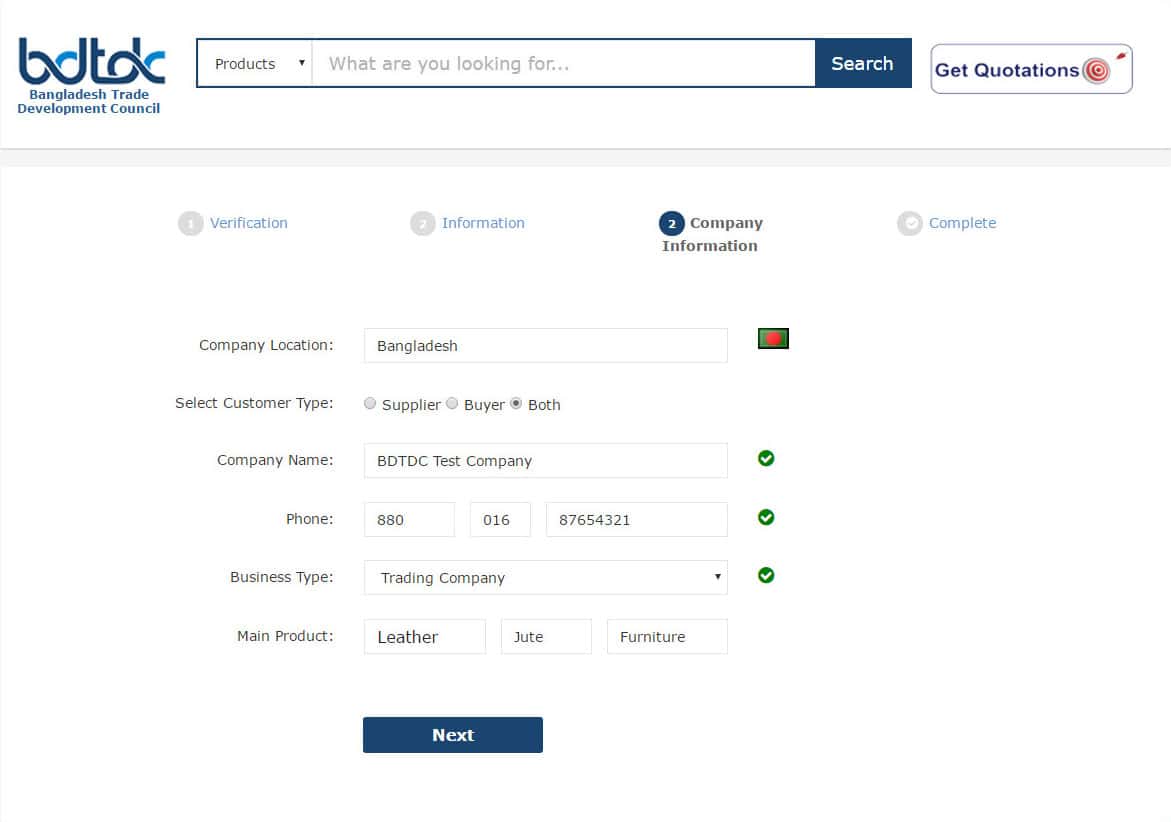 bdtdc
Bangladesh Trade
Development Council
Products
What are you looking for...
Search
Get Quotations
1 Verification
2 Information
2 Company
Information
Complete
Company Location: Bangladesh
Select Customer Type: Supplier Buyer Both
Company Name: BDTDC Test Company
Phone: 880 016 87654321
Business Type: Trading Company
Main Product: Leather Jute Furniture
Next